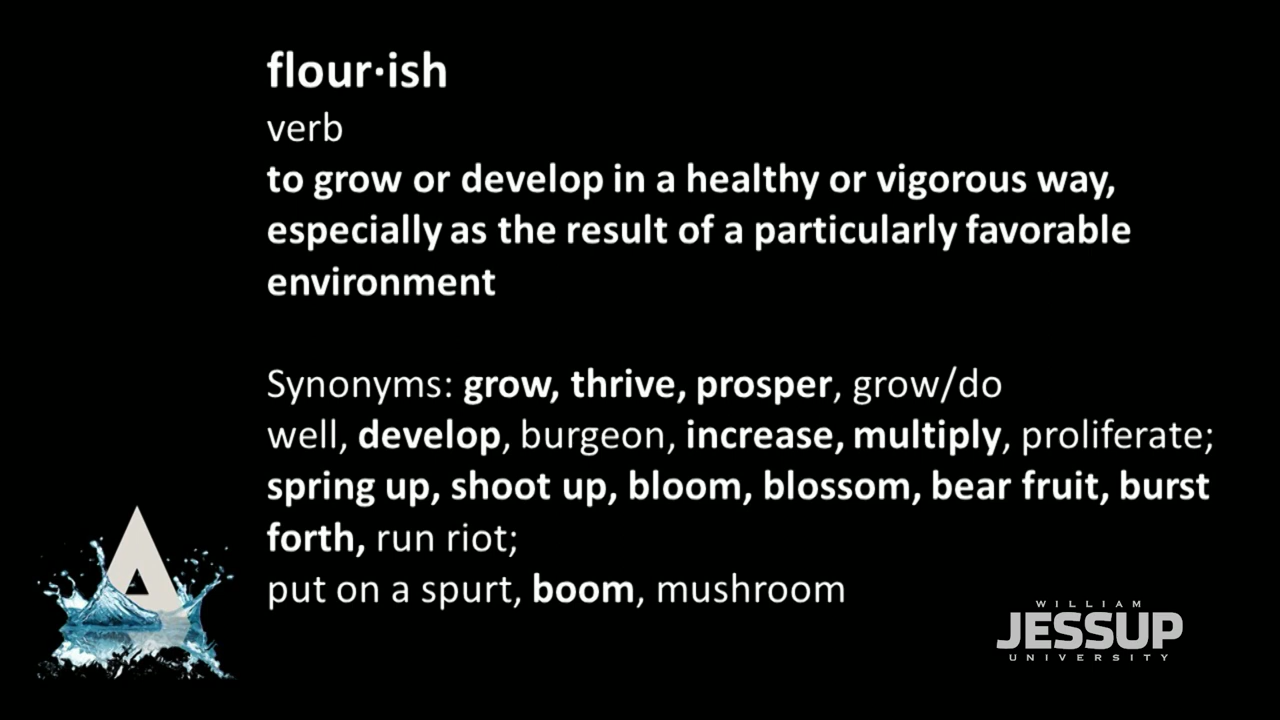 flour·ish
verb
to grow or develop in a healthy or vigorous way,
especially as the result of a particularly favorable
environment
Synonyms: grow, thrive, prosper, grow/do
well, develop, burgeon, increase, multiply, proliferate;
spring up, shoot up, bloom, blossom, bear fruit, burst
forth, run riot;
put on a spurt, boom, mushroom
A
WILLIAM
JESSUP
UNIVERSITY